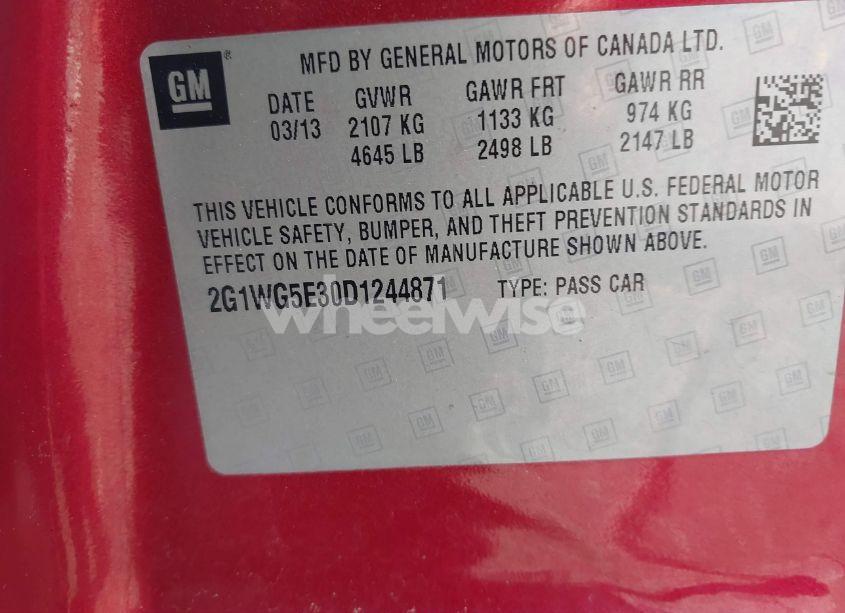 GM ®
MFD BY GENERAL MOTORS OF CANADA LTD.
DATE GVWR GAWR FRT GAWR RR
03/13 2107 KG 1133 KG 974 KG
4645 LB 2498 LB 2147 LB
THIS VEHICLE CONFORMS TO ALL APPLICABLE U.S. FEDERAL MOTOR
VEHICLE SAFETY, BUMPER, AND THEFT PREVENTION STANDARDS IN
EFFECT ON THE DATE OF MANUFACTURE SHOWN ABOVE.
2G1WG5E30D1244871 TYPE: PASS CAR
wheelwise